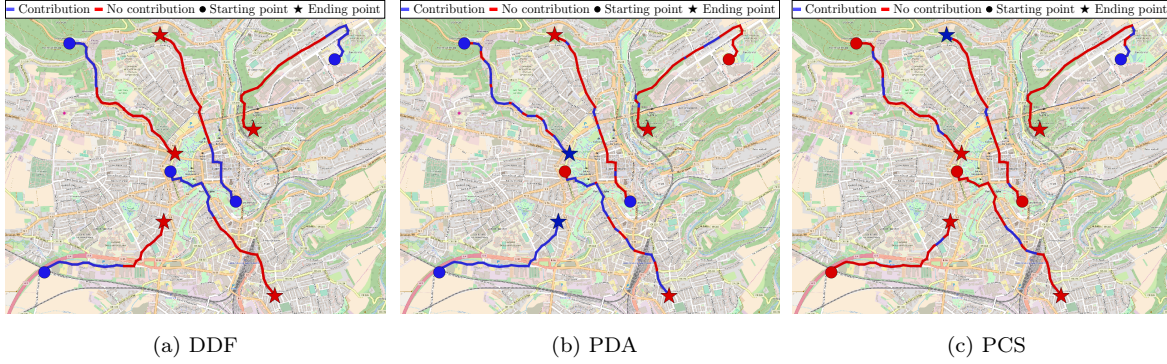 Contribution No contribution Starting point Ending point
Contribution No contribution Starting point Ending point
Contribution No contribution Starting point Ending point
(a) DDF
(b) PDA
(c) PCS